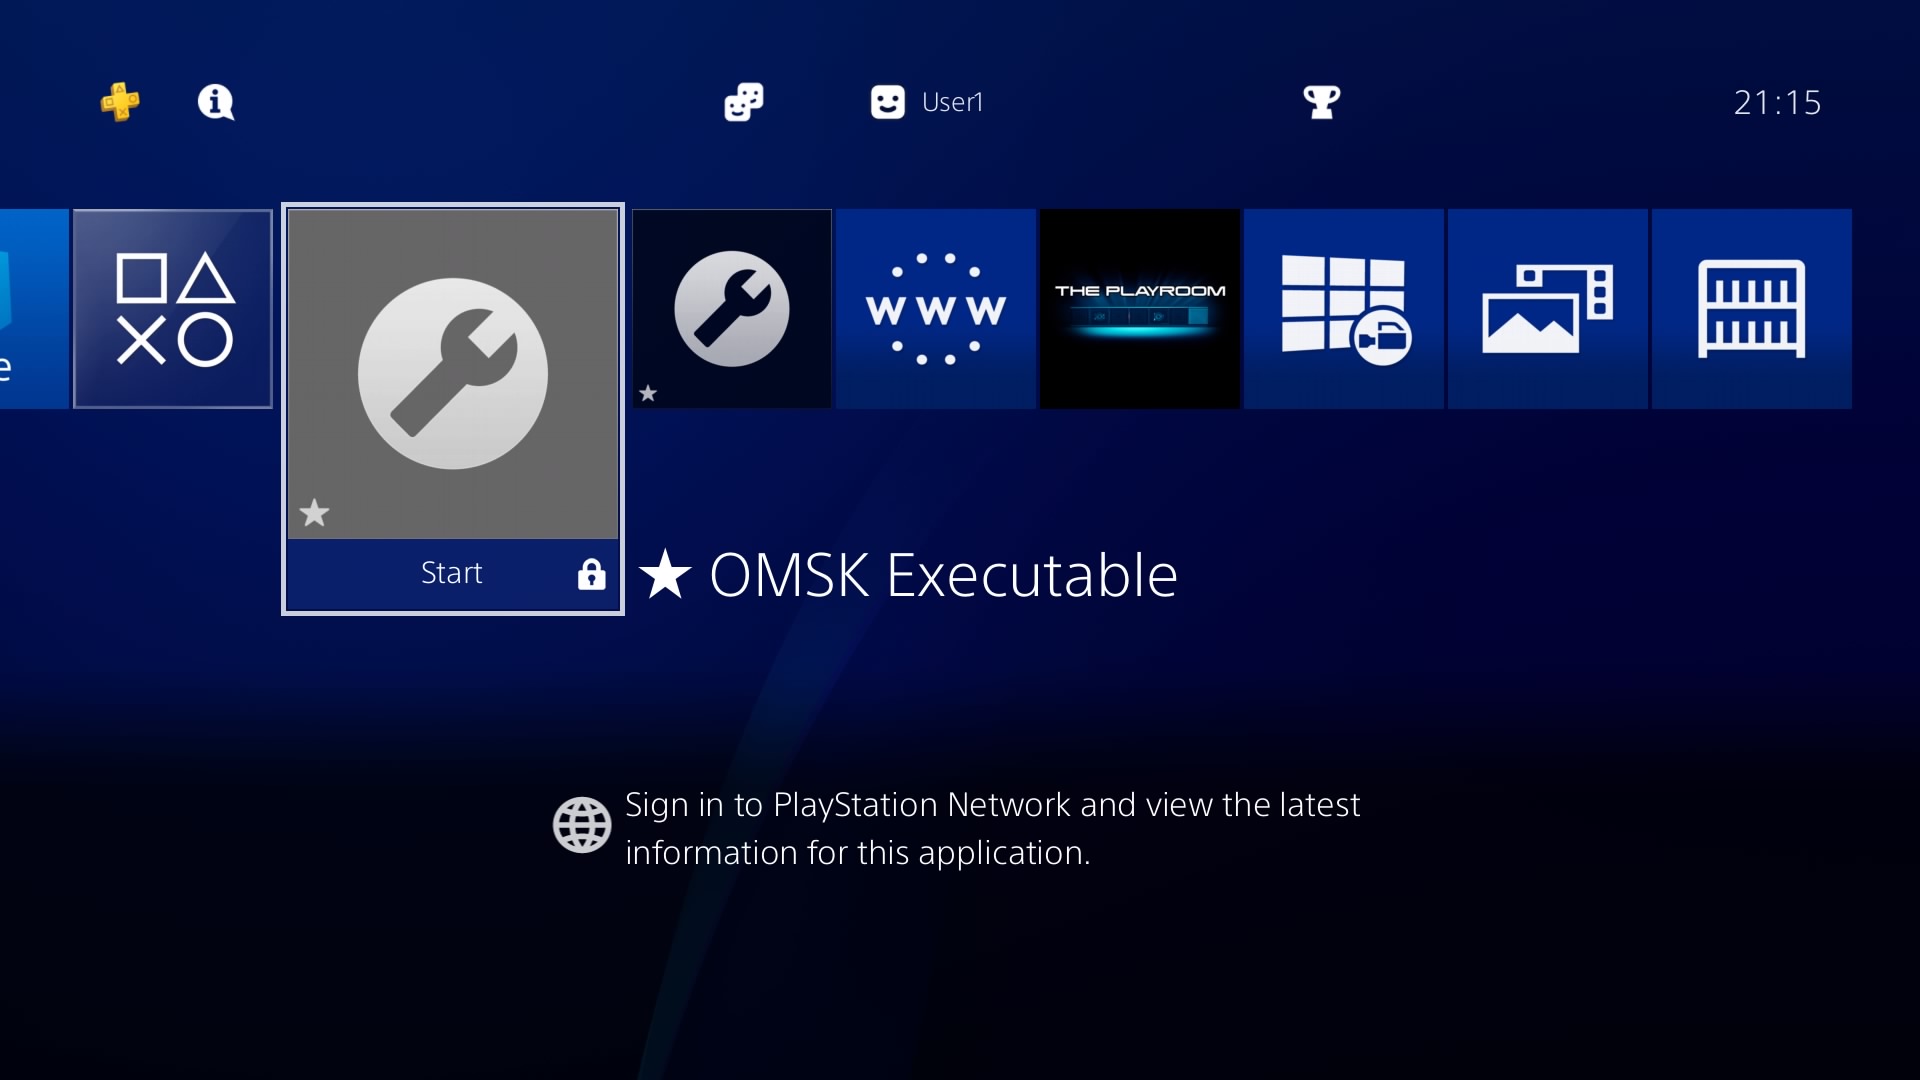 User1
21:15
e
WWW
THE PLAYROOM
Start
★ OMSK Executable
Sign in to PlayStation Network and view the latest
information for this application.